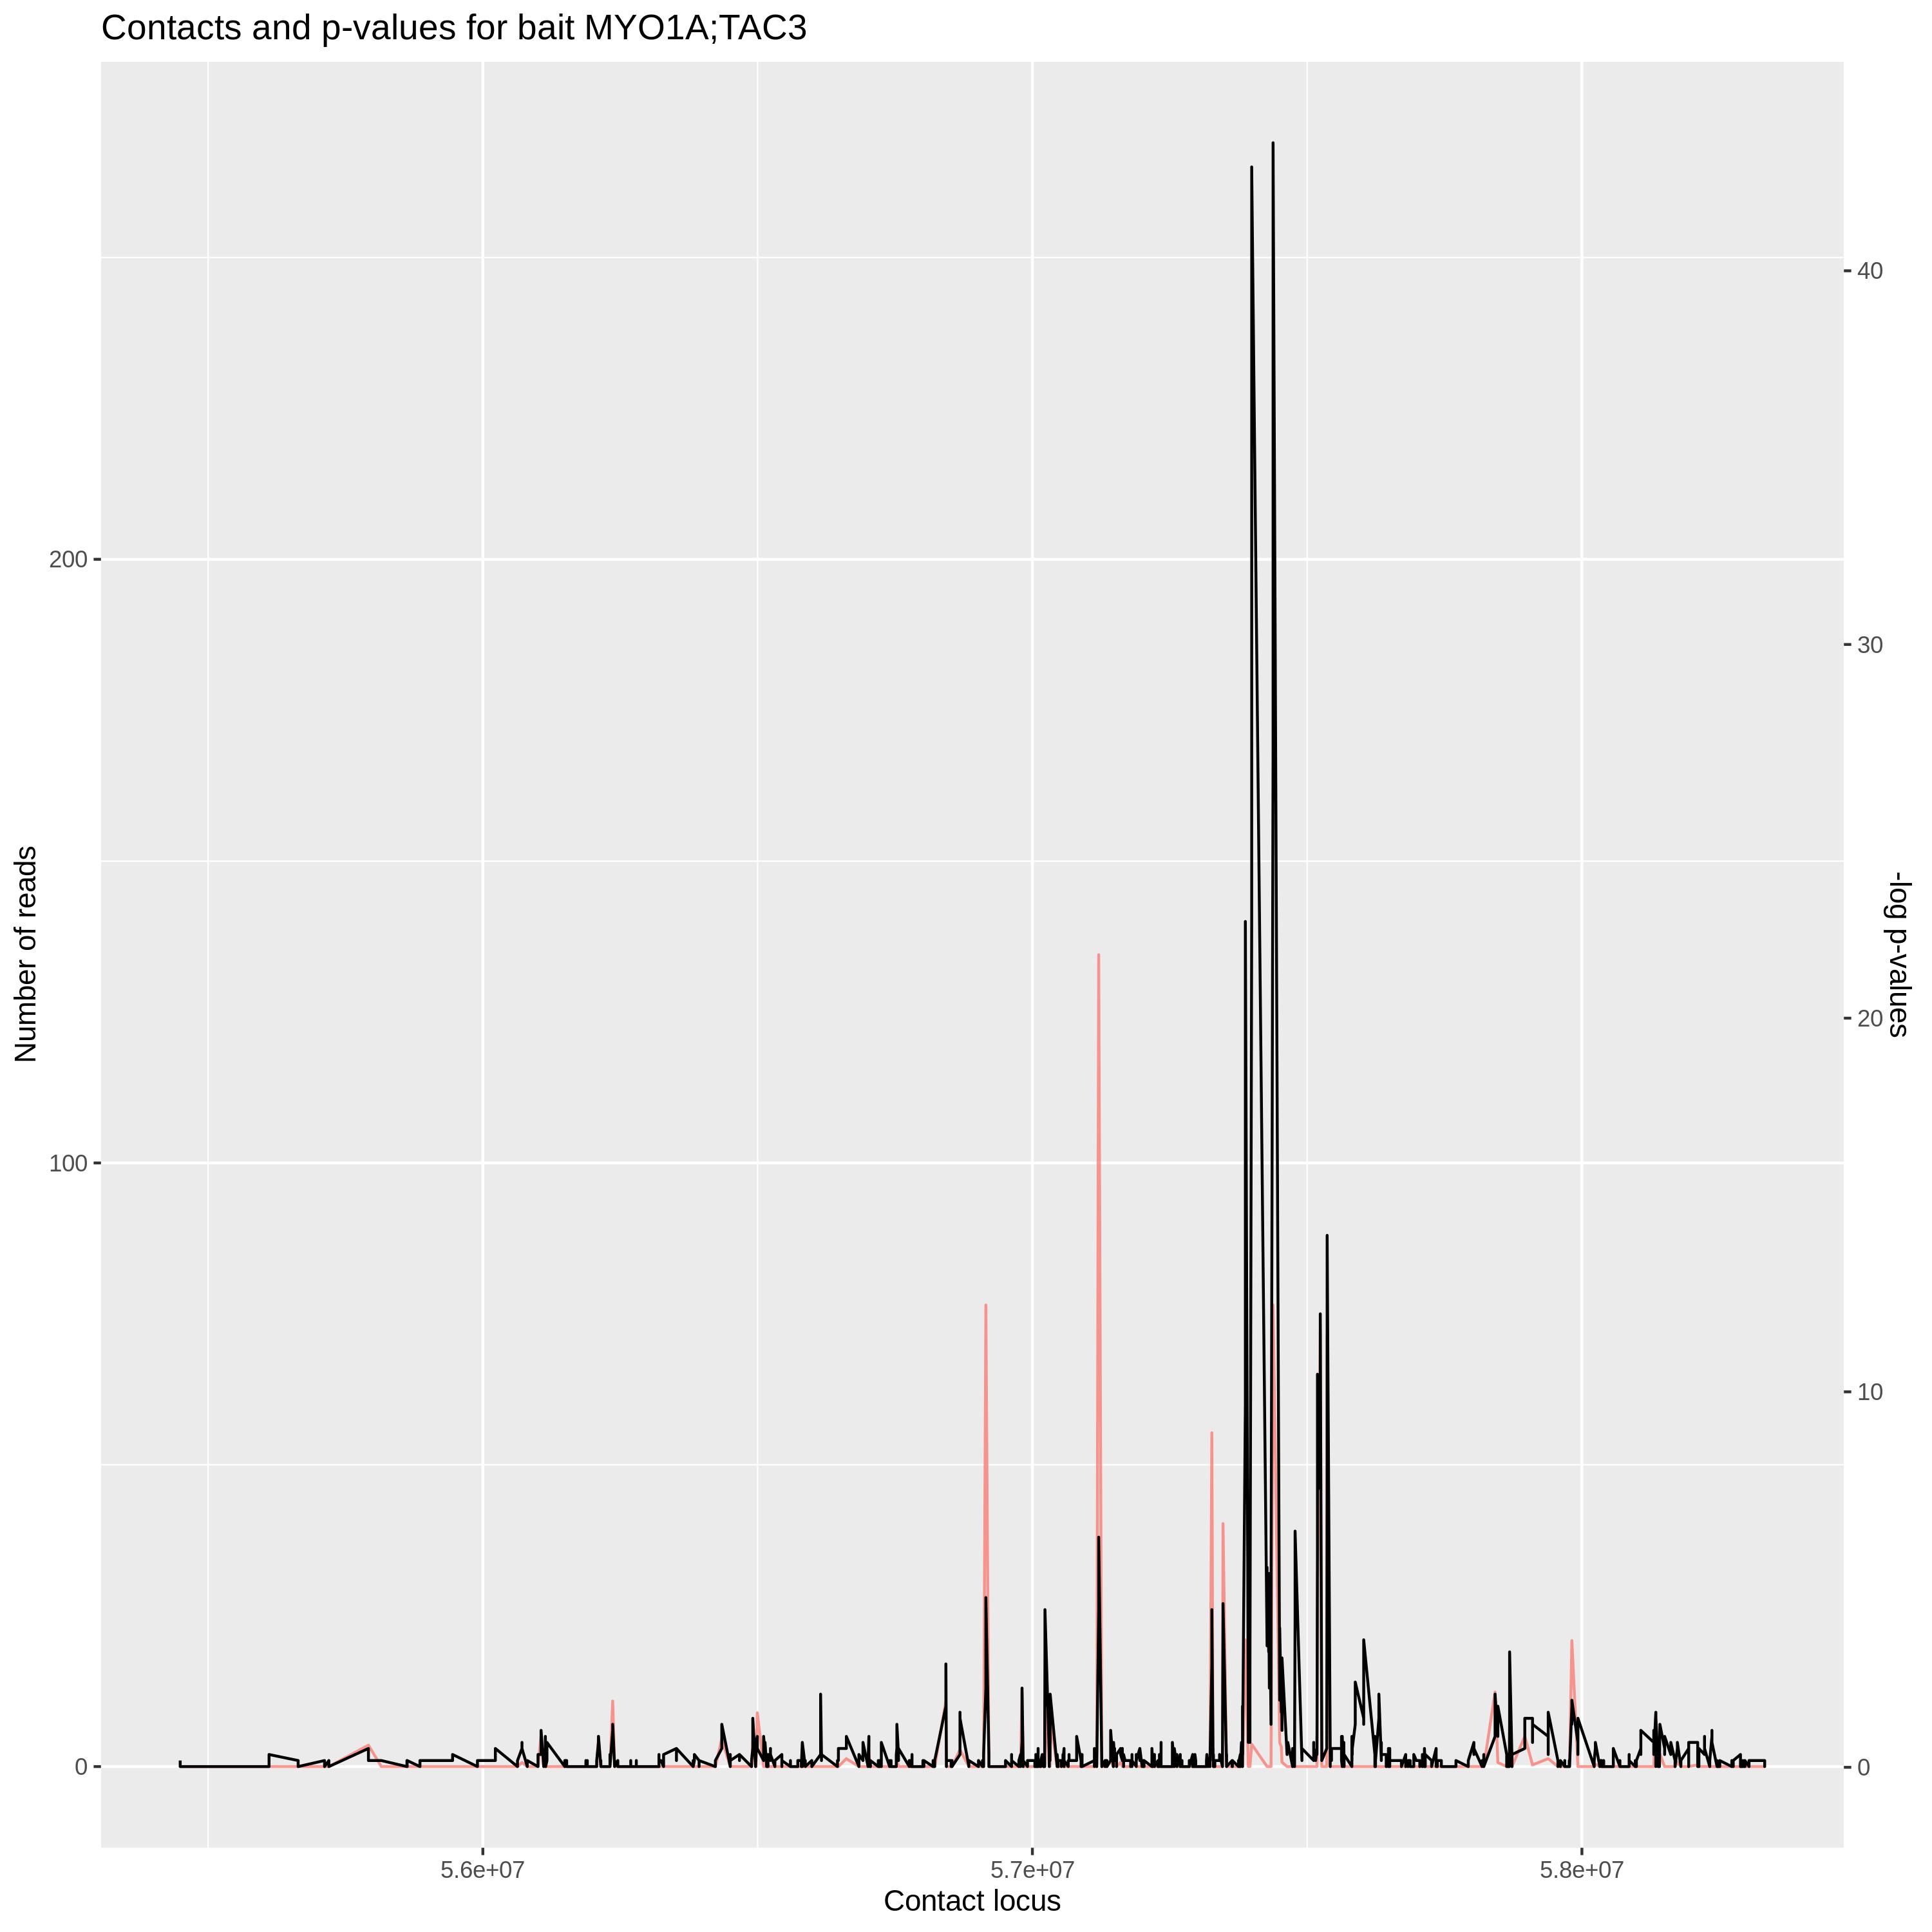 Contacts and p-values for bait MYO1A;TAC3
Number of reads
200
100
0
40
30
20
10
0
-log p-values
5.6e+07
5.7e+07
5.8e+07
Contact locus